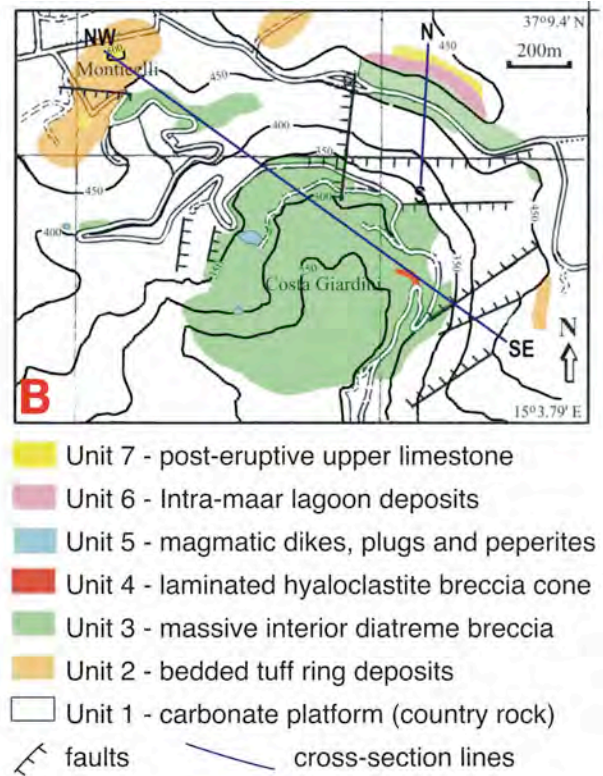 37°9.4' N
NW
N
450
200m
460
Monticelli
450
400
350
S
450
400
450
400
350
350
350
Costa Giardini
N
SE
B
15°3.79' E
Unit 7 - post-eruptive upper limestone
Unit 6 - Intra-maar lagoon deposits
Unit 5 - magmatic dikes, plugs and peperites
Unit 4 - laminated hyaloclastite breccia cone
Unit 3 - massive interior diatreme breccia
Unit 2 - bedded tuff ring deposits
Unit 1 - carbonate platform (country rock)
faults
cross-section lines